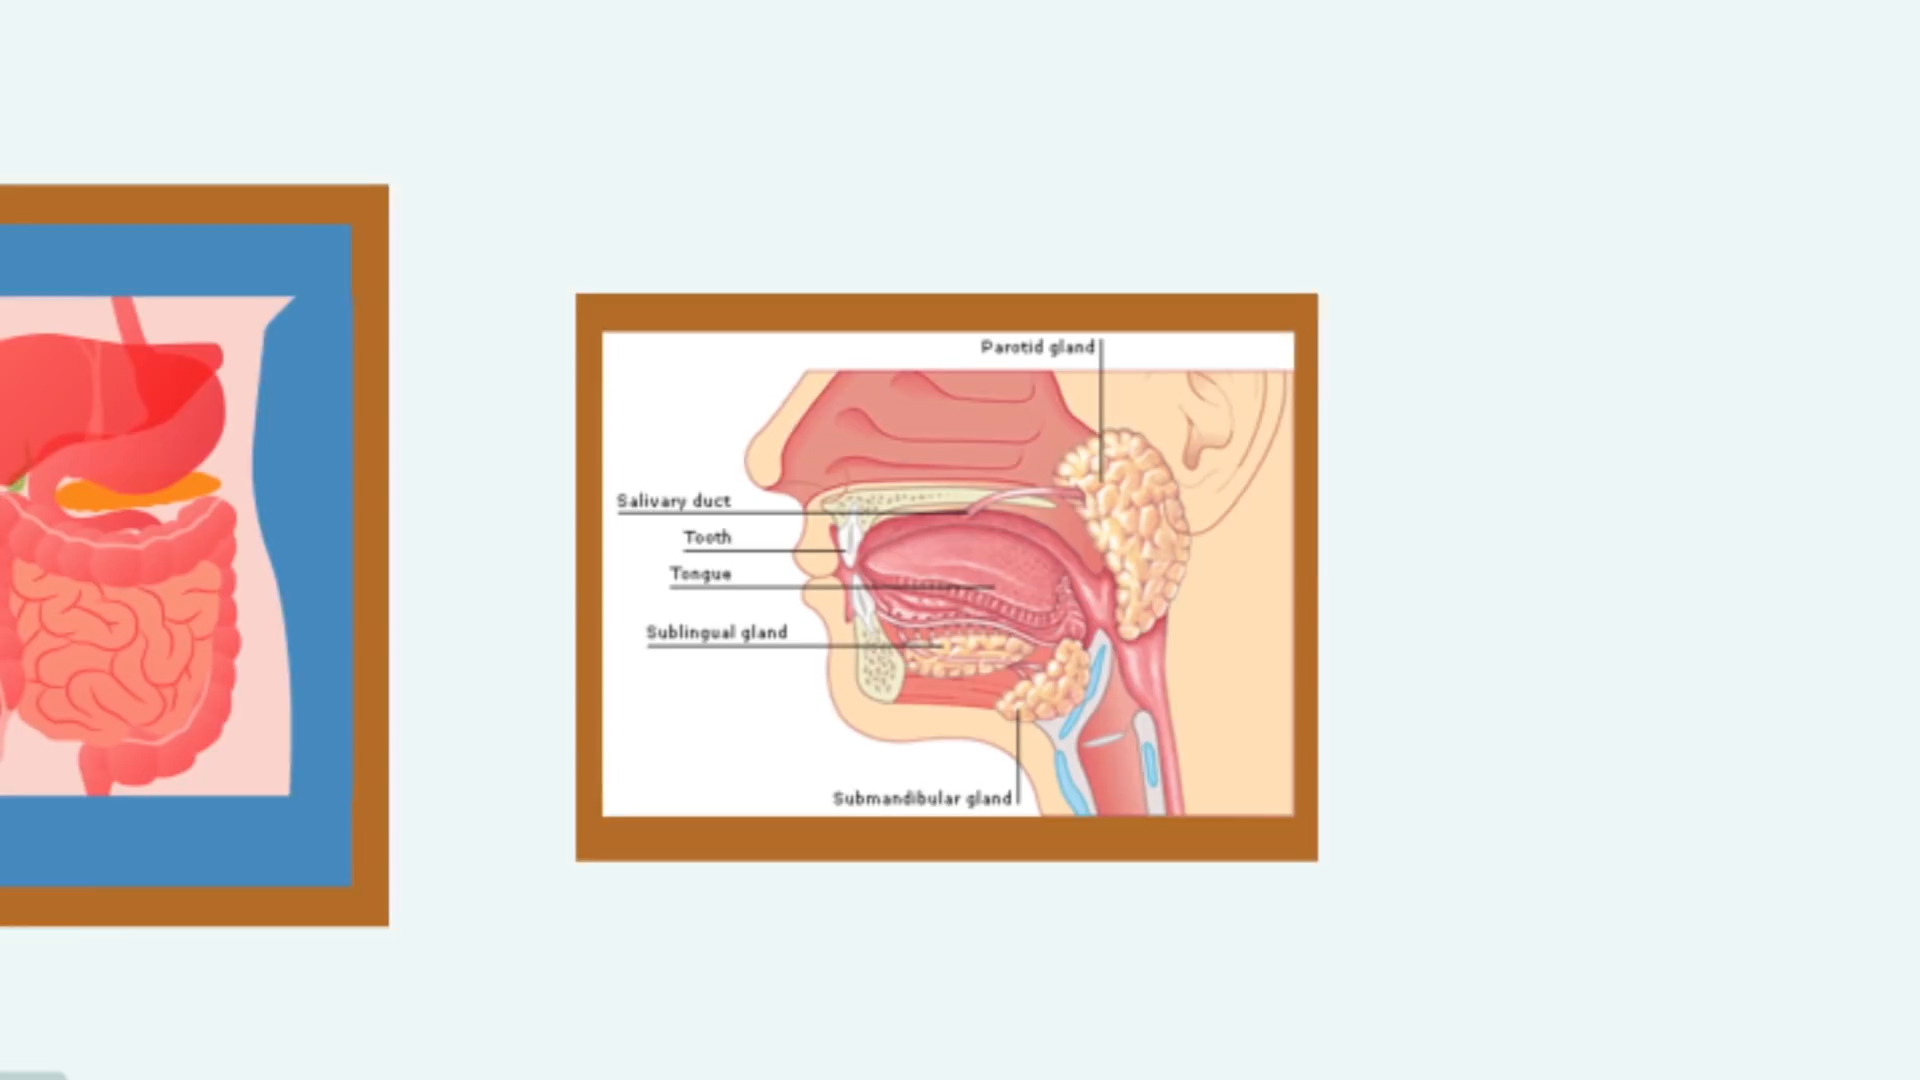 Parotid gland
Salivary duct
Tooth
Tongue
Sublingual gland
Submandibular gland